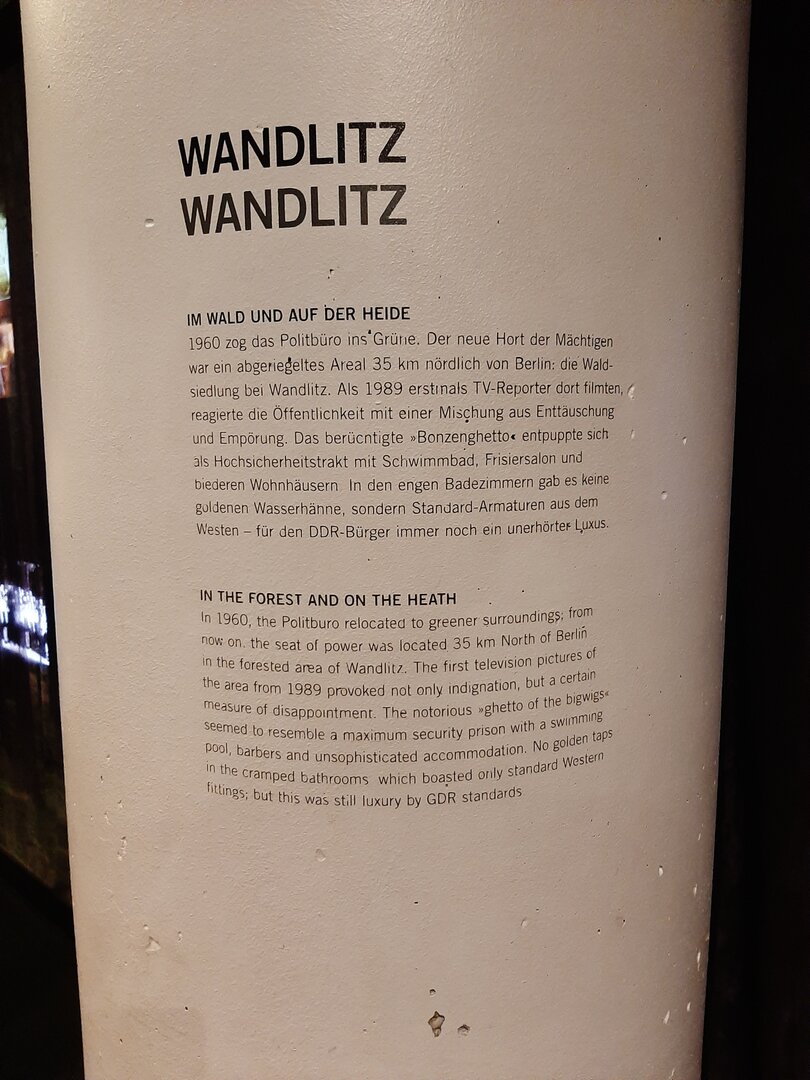 WANDLITZ
WANDLITZ
IM WALD UND AUF DER HEIDE
1960 zog das Politbüro ins Grüne. Der neue Hort der Mächtigen
war ein abgeriegeltes Areal 35 km nördlich von Berlin: die Wald-
siedlung bei Wandlitz. Als 1989 erstmals TV-Reporter dort filmten,
reagierte die Öffentlichkeit mit einer Mischung aus Enttäuschung
und Empörung. Das berüchtigte »Bonzenghetto« entpuppte sich
als Hochsicherheitstrakt mit Schwimmbad, Frisiersalon und
biederen Wohnhäusern. In den engen Badezimmern gab es keine
goldenen Wasserhähne, sondern Standard-Armaturen aus dem
Westen – für den DDR-Bürger immer noch ein unerhörter Luxus.
IN THE FOREST AND ON THE HEATH
In 1960, the Politburo relocated to greener surroundings; from
now on, the seat of power was located 35 km North of Berlin
in the forested area of Wandlitz. The first television pictures of
the area from 1989 provoked not only indignation, but a certain
measure of disappointment. The notorious »ghetto of the bigwigs«
seemed to resemble a maximum security prison with a swimming
pool, barbers and unsophisticated accommodation. No golden taps
in the cramped bathrooms which boasted only standard Western
fittings; but this was still luxury by GDR standards